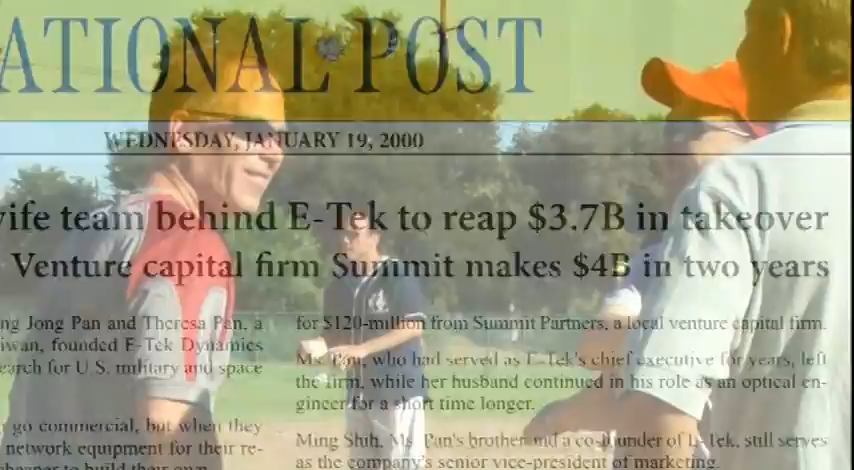 ATIONAL POST
WEDNESDAY, JANUARY 19, 2000
wife team behind E-Tek to reap $3.7B in takeover
Venture capital firm Summit makes $4B in two years
ng Jong Pan and Theresa Pan, a
iwan, founded E-Tek Dynamics
earch for U.S. military and space
go commercial, but when they
network equipment for their re-
cheaper to build their own
for $120-million from Summit Partners, a local venture capital firm.
Ms. Pan, who had served as E-Tek's chief executive for years, left
the firm, while her husband continued in his role as an optical en-
gineer for a short time longer.
Ming Shih, Ms. Pan's brother and a co-founder of E-Tek, still serves
as the company's senior vice-president of marketing.